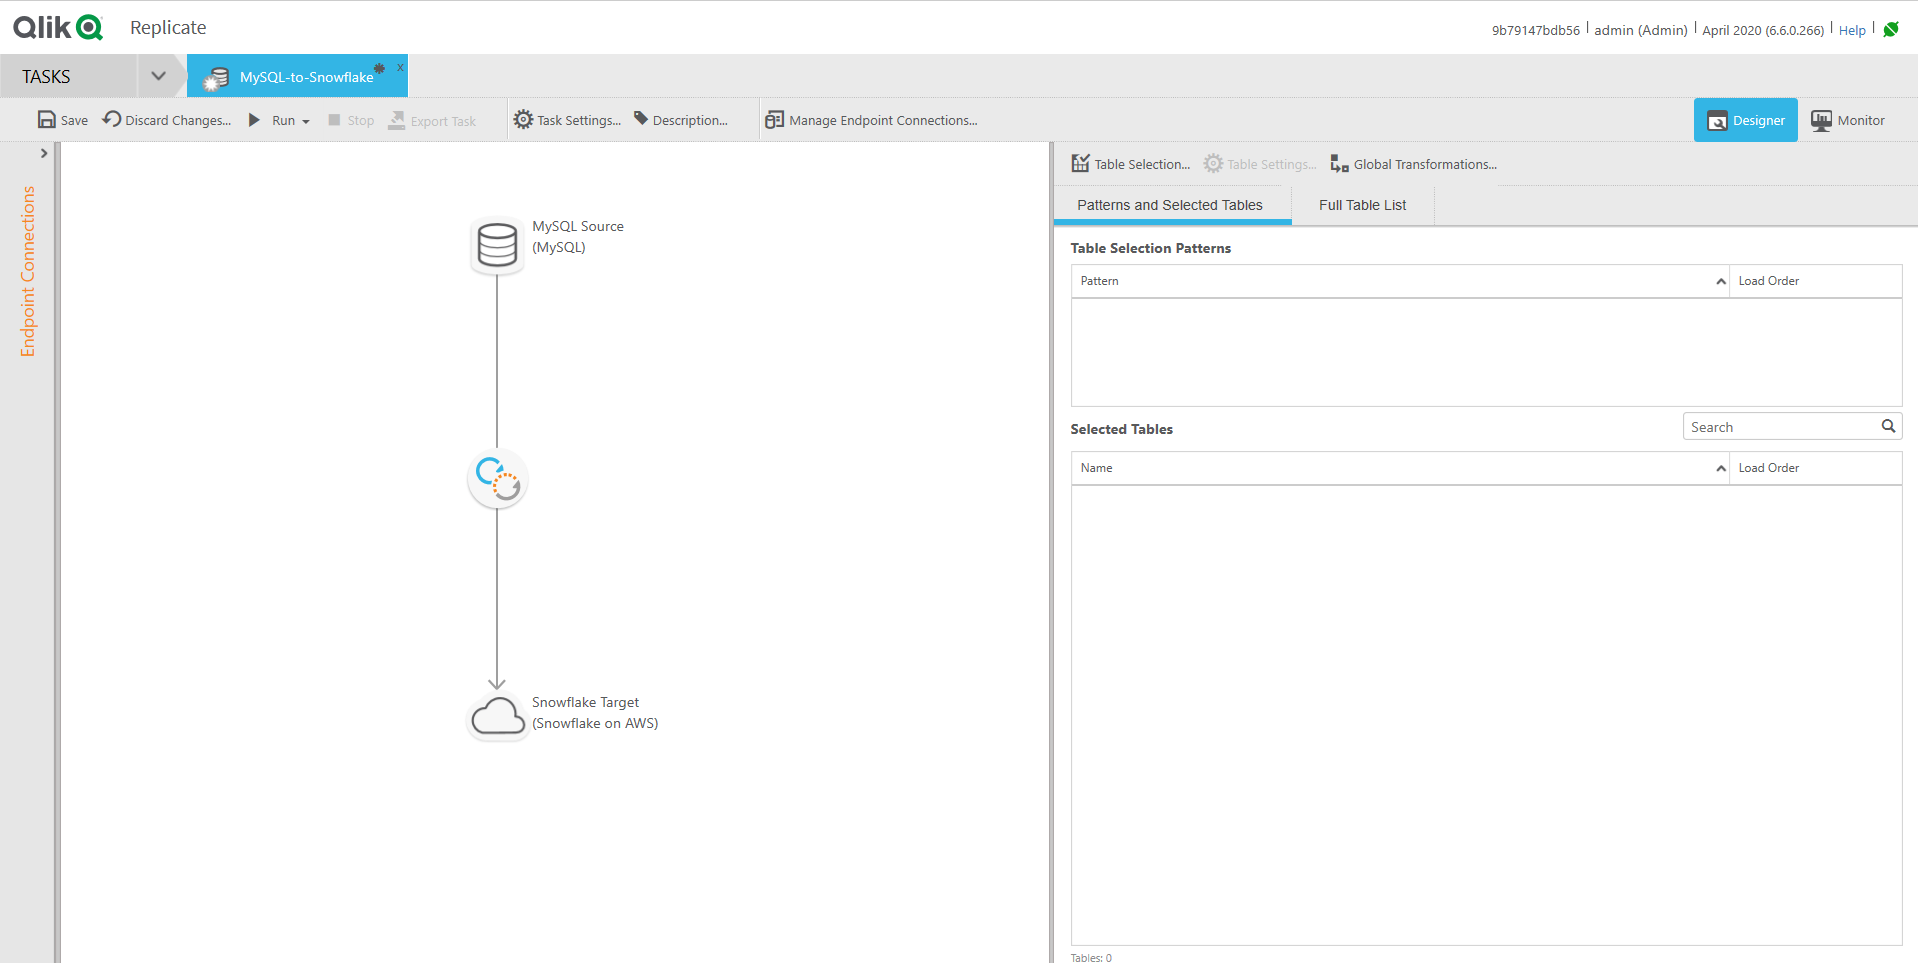 Qlik Replicate
9b79147bdb56 admin (Admin) April 2020 (6.6.0.266) Help
TASKS
MySQL-to-Snowflake x
Save Discard Changes... Run Stop Export Task Task Settings... Description... Manage Endpoint Connections... Designer Monitor
Endpoint Connections
MySQL Source
(MySQL)
Snowflake Target
(Snowflake on AWS)
Table Selection... Table Settings... Global Transformations...
Patterns and Selected Tables Full Table List
Table Selection Patterns
Pattern Load Order
Selected Tables Search
Name Load Order
Tables: 0